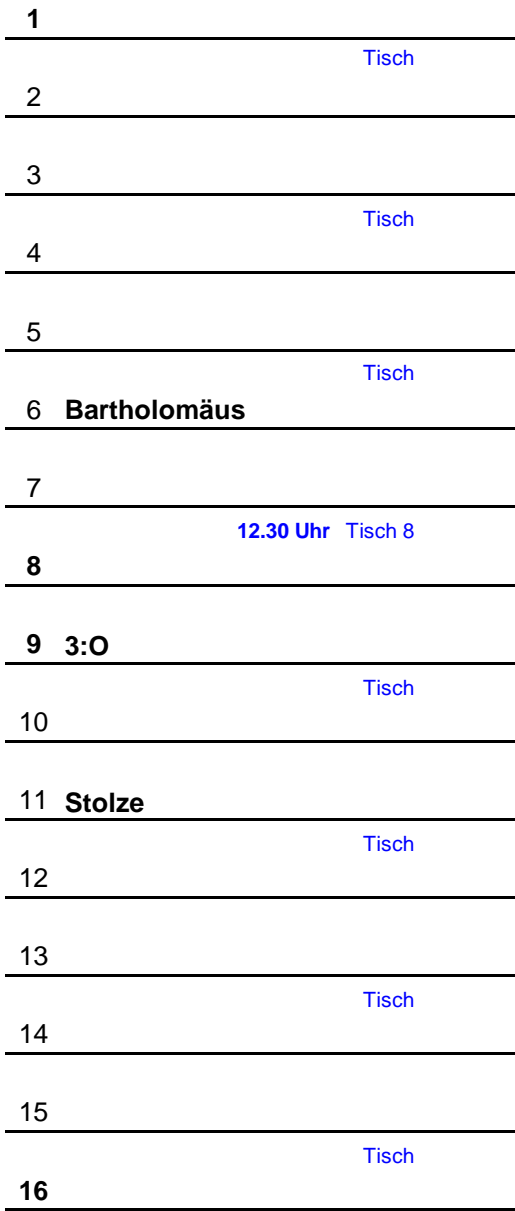 1
Tisch
2
3
Tisch
4
5
Tisch
6 Bartholomäus
7
12.30 Uhr Tisch 8
8
9 3:O
Tisch
10
11 Stolze
Tisch
12
13
Tisch
14
15
Tisch
16